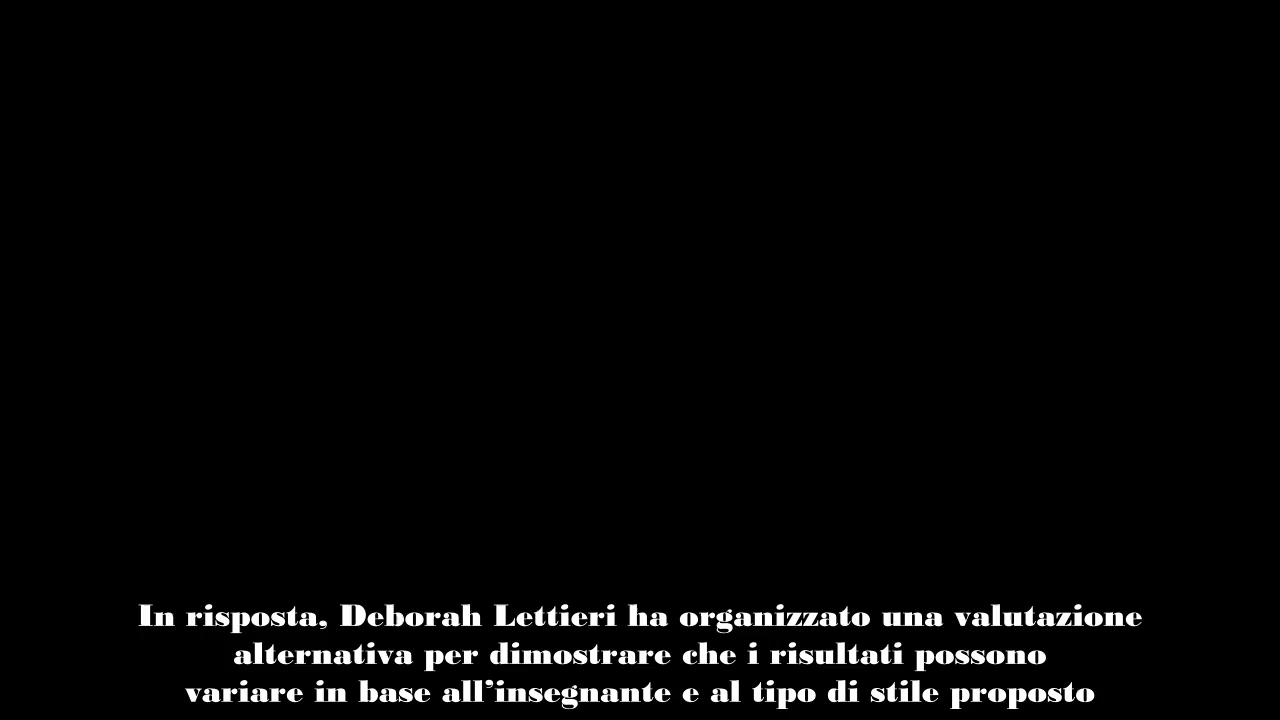 In risposta, Deborah Lettieri ha organizzato una valutazione
alternativa per dimostrare che i risultati possono
variare in base all’insegnante e al tipo di stile proposto